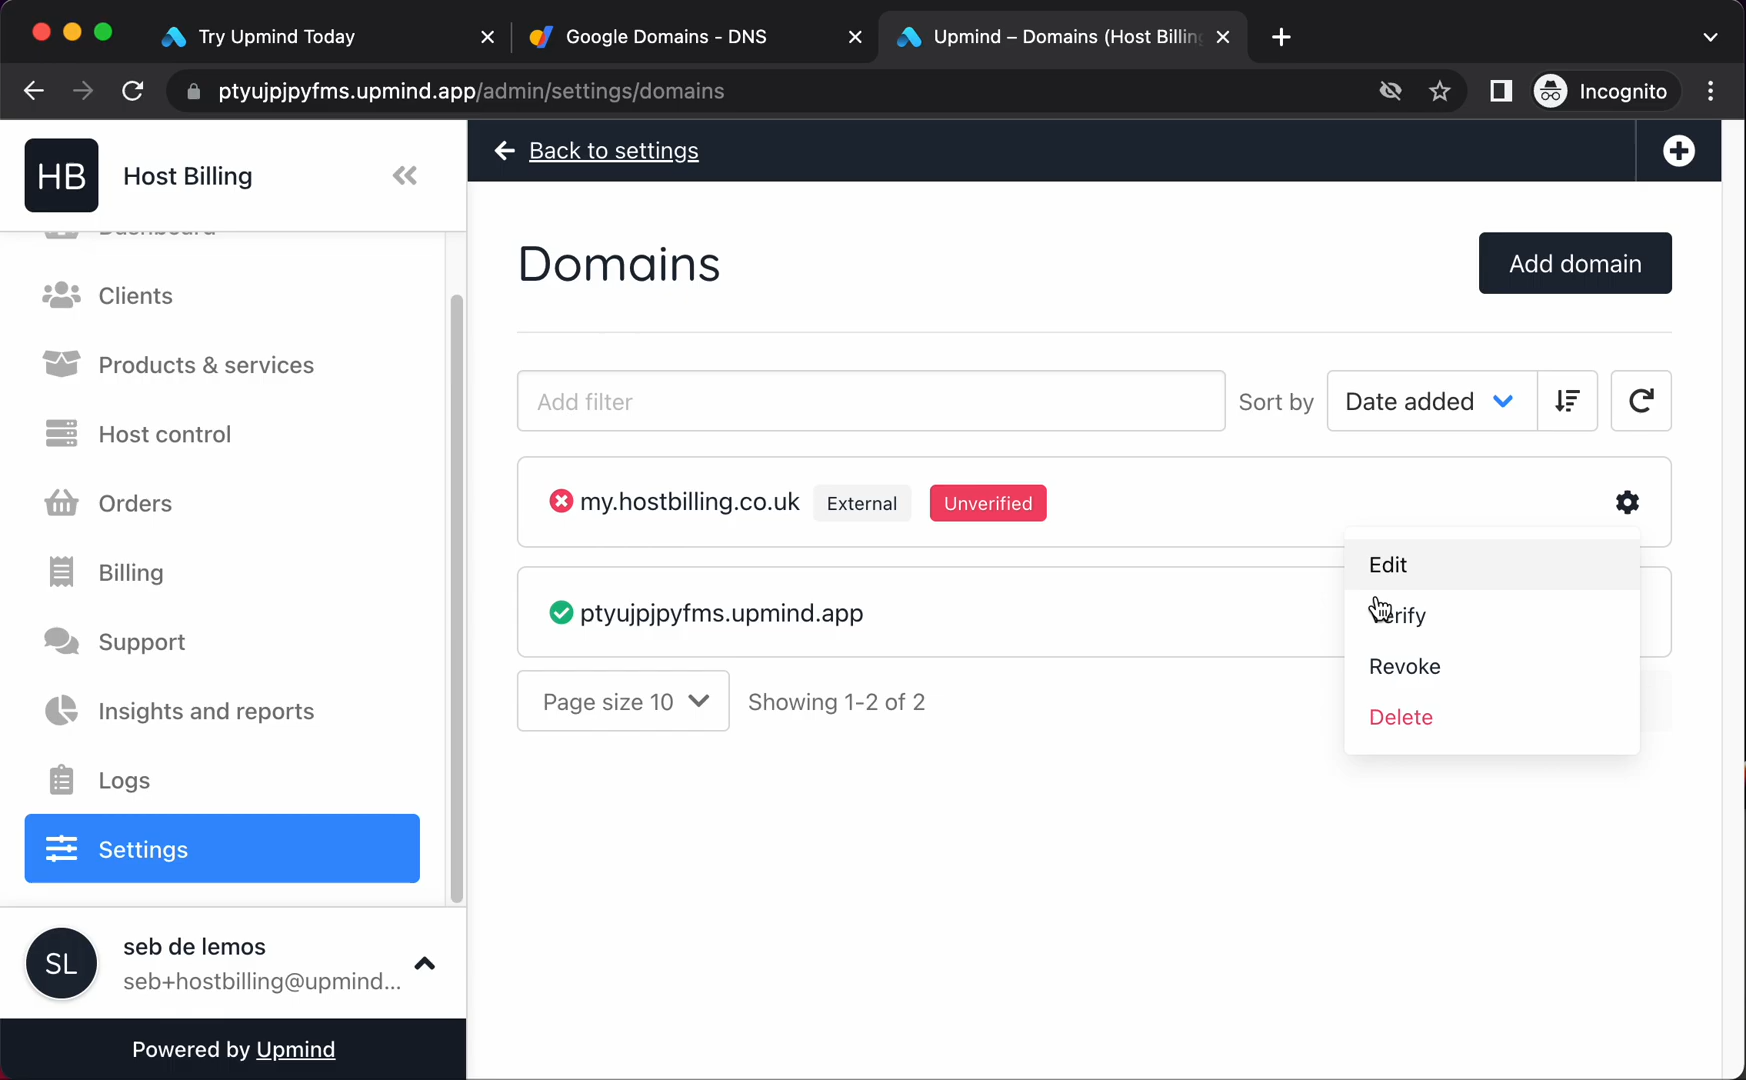 Try Upmind Today
Google Domains - DNS
Upmind – Domains (Host Billing
ptyujpjpyfms.upmind.app/admin/settings/domains
Incognito
HB
Host Billing
Back to settings
Dashboard
Clients
Products & services
Host control
Orders
Billing
Support
Insights and reports
Logs
Settings
SL
seb de lemos
seb+hostbilling@upmind...
Powered by Upmind
Domains
Add domain
Add filter
Sort by
Date added
my.hostbilling.co.uk
External
Unverified
Edit
ptyujpjpyfms.upmind.app
Revoke
Delete
Page size 10
Showing 1-2 of 2